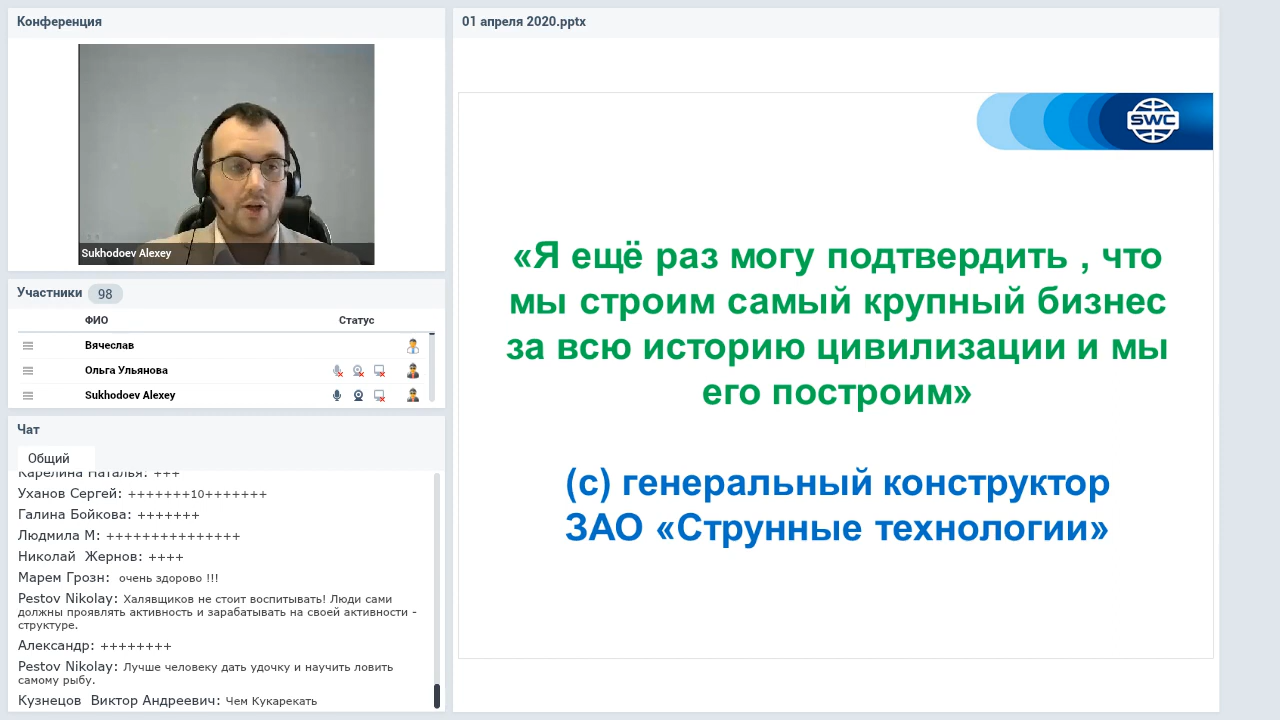 Конференция
Sukhodoev Alexey
Участники 98
ФИО Статус
Вячеслав
Ольга Ульянова
Sukhodoev Alexey
Чат
Общий
Карелина Наталья: +++
Уханов Сергей: +++++++10+++++++
Галина Бойкова: +++++++
Людмила М: +++++++++++++++
Николай Жернов: ++++
Марем Грозн: очень здорово !!!
Pestov Nikolay: Халявщиков не стоит воспитывать! Люди сами
должны проявлять активность и зарабатывать на своей активности -
структуре.
Александр: ++++++++
Pestov Nikolay: Лучше человеку дать удочку и научить ловить
самому рыбу.
Кузнецов Виктор Андреевич: Чем Кукарекать
01 апреля 2020.pptx
SWC
«Я ещё раз могу подтвердить , что
мы строим самый крупный бизнес
за всю историю цивилизации и мы
его построим»
(с) генеральный конструктор
ЗАО «Струнные технологии»